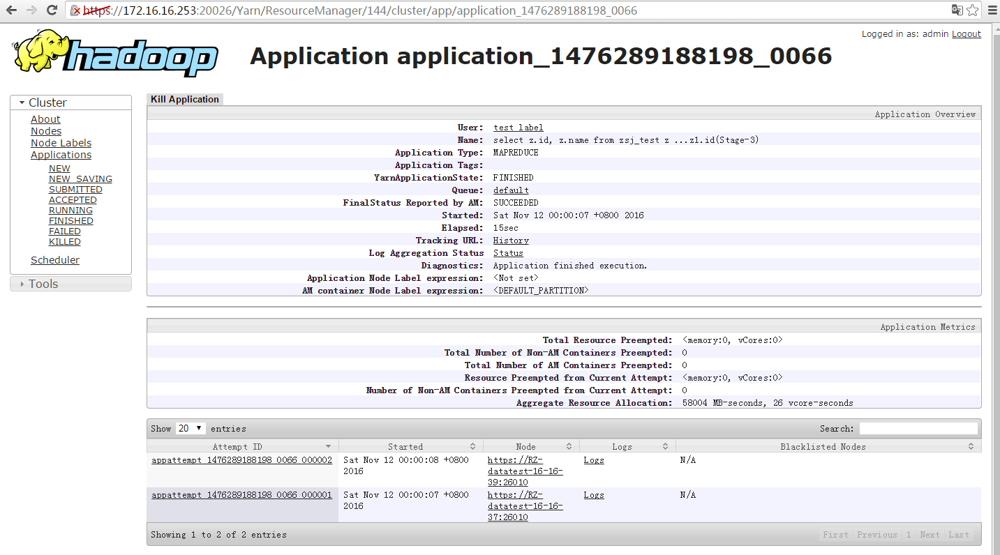 https://172.16.16.253:20026/Yarn/ResourceManager/144/cluster/app/application_1476289188198_0066
Logged in as: admin Logout
hadoop
Application application_1476289188198_0066
Cluster
About
Nodes
Node Labels
Applications
NEW
NEW_SAVING
SUBMITTED
ACCEPTED
RUNNING
FINISHED
FAILED
KILLED
Scheduler
Tools
Kill Application
Application Overview
User: test_label
Name: select z.id, z.name from zsj_test z ...z1.id(Stage-3)
Application Type: MAPREDUCE
Application Tags:
YarnApplicationState: FINISHED
Queue: default
FinalStatus Reported by AM: SUCCEEDED
Started: Sat Nov 12 00:00:07 +0800 2016
Elapsed: 15sec
Tracking URL: History
Log Aggregation Status Status
Diagnostics: Application finished execution.
Application Node Label expression: <Not set>
AM container Node Label expression: <DEFAULT_PARTITION>
Application Metrics
Total Resource Preempted: <memory:0, vCores:0>
Total Number of Non-AM Containers Preempted: 0
Total Number of AM Containers Preempted: 0
Resource Preempted from Current Attempt: <memory:0, vCores:0>
Number of Non-AM Containers Preempted from Current Attempt: 0
Aggregate Resource Allocation: 58004 MB-seconds, 26 vcore-seconds
Show 20 entries Search:
Attempt ID Started Node Logs Blacklisted Nodes
appattempt_1476289188198_0066_000002 Sat Nov 12 00:00:08 +0800 https://RZ- Logs N/A
2016 datatest-16-16-
39:26010
appattempt_1476289188198_0066_000001 Sat Nov 12 00:00:07 +0800 https://RZ- Logs N/A
2016 datatest-16-16-
37:26010
Showing 1 to 2 of 2 entries First Previous 1 Next Last